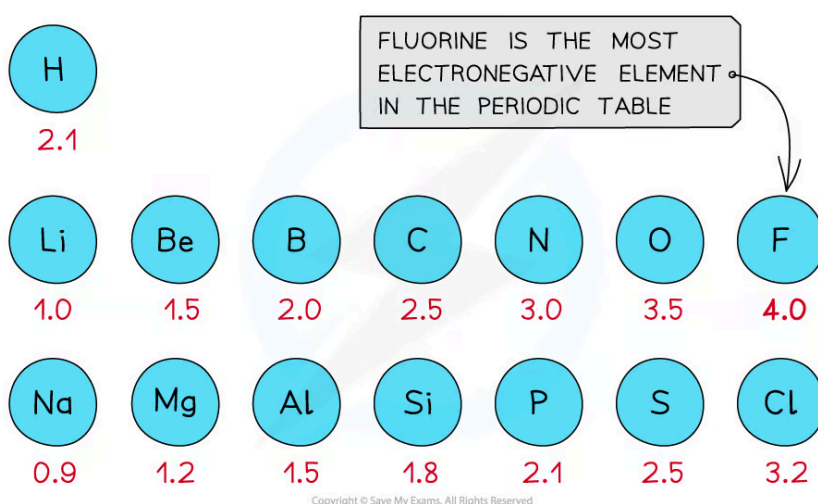 FLUORINE IS THE MOST
ELECTRONEGATIVE ELEMENT
IN THE PERIODIC TABLE
H
2.1
Li Be B C N O F
1.0 1.5 2.0 2.5 3.0 3.5 4.0
Na Mg Al Si P S Cl
0.9 1.2 1.5 1.8 2.1 2.5 3.2
Copyright © Save My Exams. All Rights Reserved